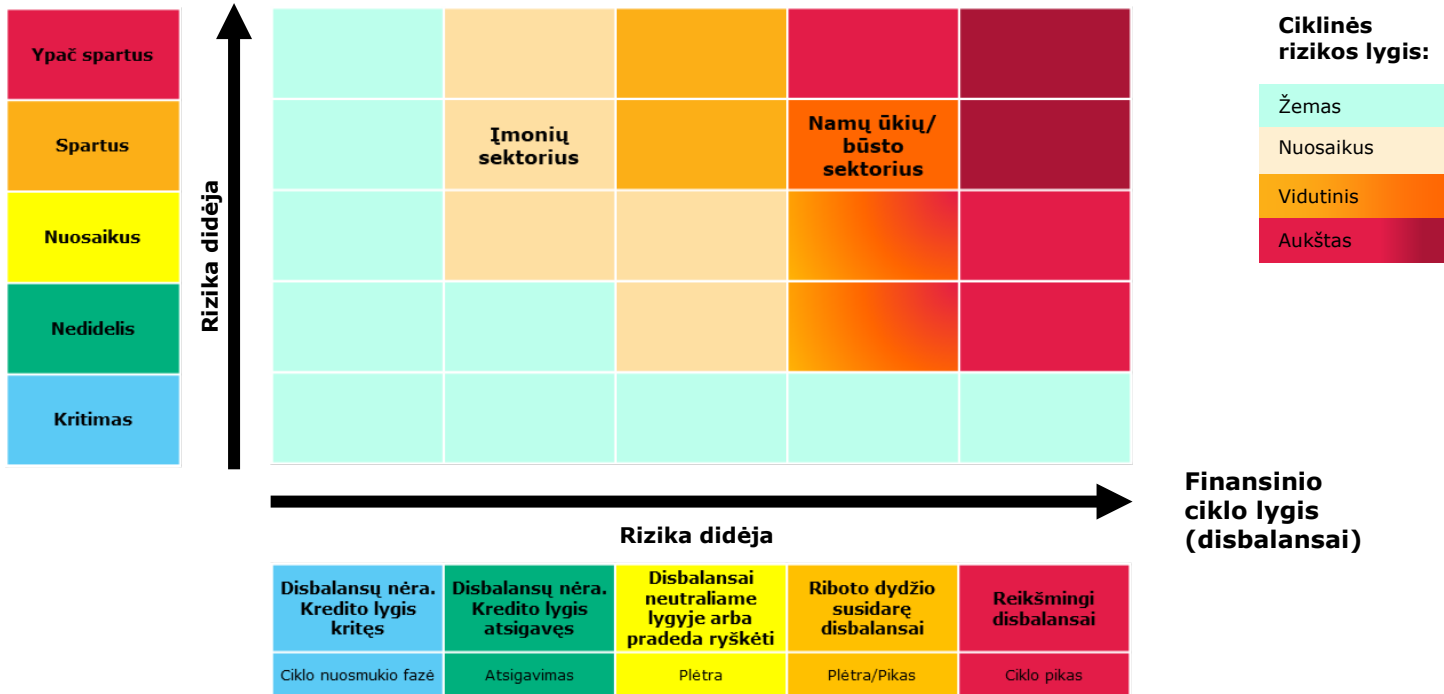 Ypač spartus
Spartus
Nuosaikus
Nedidelis
Kritimas
Rizika didėja
Įmonių
sektorius
Namų ūkių/
būsto
sektorius
Ciklinės
rizikos lygis:
Žemas
Nuosaikus
Vidutinis
Aukštas
Rizika didėja
Finansinio
ciklo lygis
(disbalansai)
Disbalansų nėra.
Kredito lygis
kritęs
Disbalansų nėra.
Kredito lygis
atsigavęs
Disbalansai
neutraliame
lygyje arba
pradeda ryškėti
Riboto dydžio
susidarę
disbalansai
Reikšmingi
disbalansai
Ciklo nuosmukio fazė
Atsigavimas
Plėtra
Plėtra/Pikas
Ciklo pikas